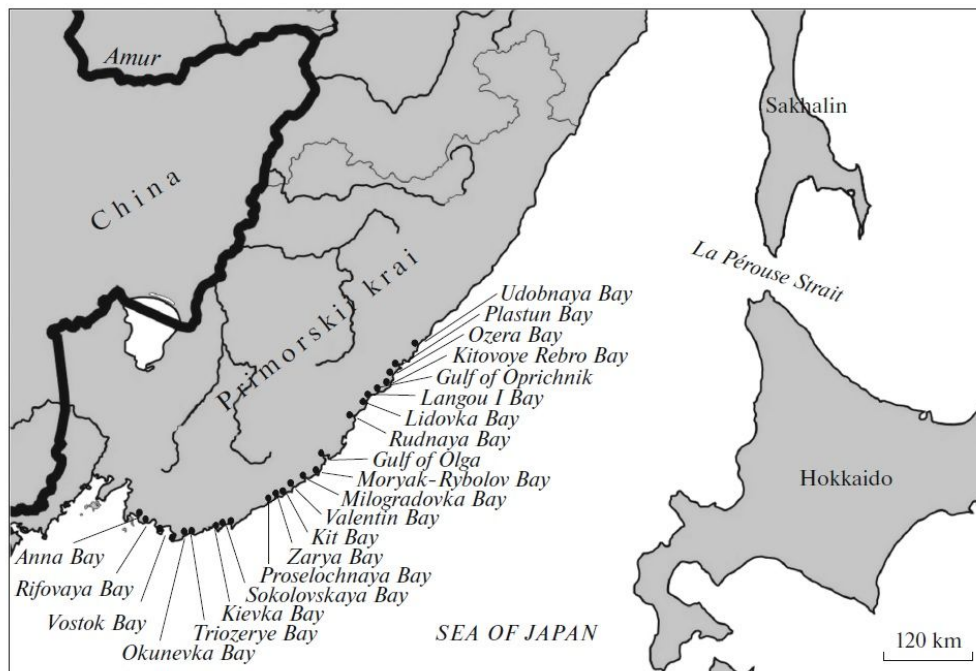 Amur
Sakhalin
China
La Pérouse Strait
Primorskii krai
Udobnaya Bay
Plastun Bay
Ozera Bay
Kitovoye Rebro Bay
Gulf of Oprichnik
Langou I Bay
Lidovka Bay
Rudnaya Bay
Gulf of Olga
Moryak-Rybolov Bay
Hokkaido
Milogradovka Bay
Valentin Bay
Kit Bay
Zarya Bay
Proselochnaya Bay
Sokolovskaya Bay
Kievka Bay
Triozerye Bay
Okunevka Bay
Anna Bay
Rifovaya Bay
Vostok Bay
SEA OF JAPAN
120 km